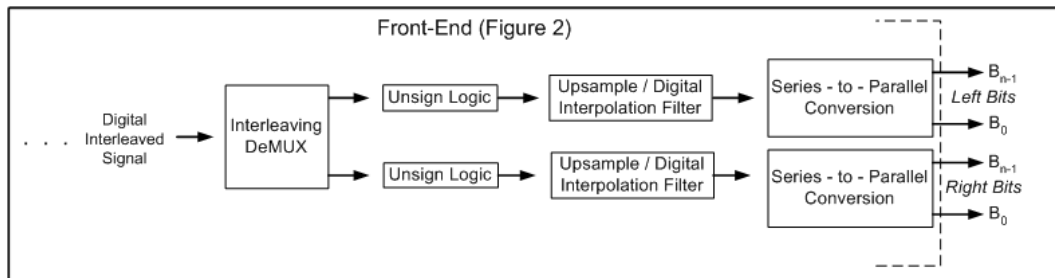 Front-End (Figure 2)
. . .
Digital
Interleaved
Signal
Interleaving
DeMUX
Unsign Logic
Upsample / Digital
Interpolation Filter
Series - to - Parallel
Conversion
Bn-1
Left Bits
B0
Unsign Logic
Upsample / Digital
Interpolation Filter
Series - to - Parallel
Conversion
Bn-1
Right Bits
B0